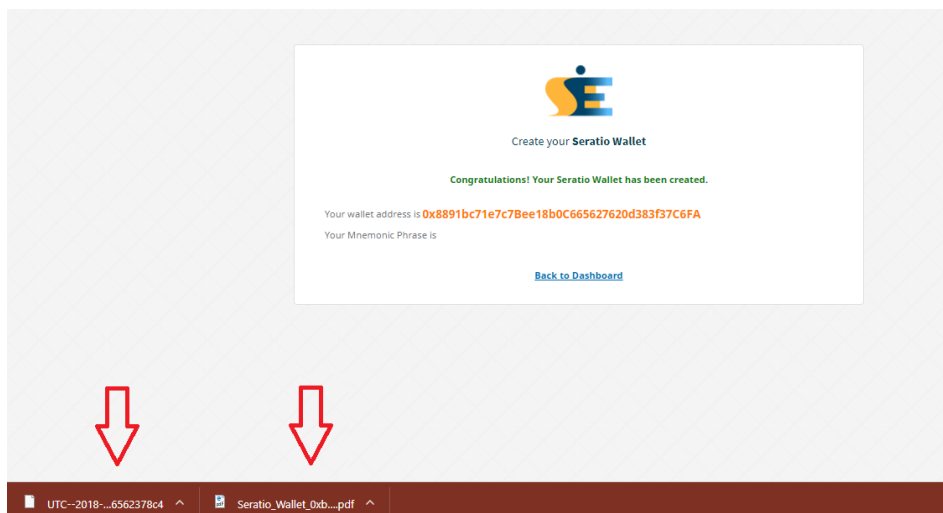 SE
Create your Seratio Wallet
Congratulations! Your Seratio Wallet has been created.
Your wallet address is 0x8891bc71e7c7Bee18b0C665627620d383f37C6FA
Your Mnemonic Phrase is
Back to Dashboard
UTC--2018-...6562378c4
Seratio_Wallet_0xb....pdf